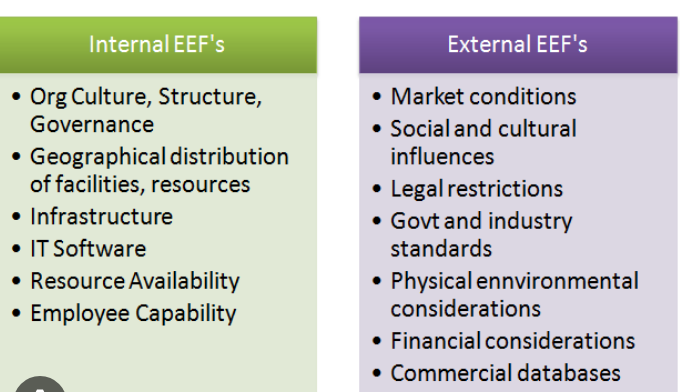 Internal EEF's
• Org Culture, Structure,
Governance
• Geographical distribution
of facilities, resources
• Infrastructure
• IT Software
• Resource Availability
• Employee Capability
External EEF's
• Market conditions
• Social and cultural
influences
• Legal restrictions
• Govt and industry
standards
• Physical ennvironmental
considerations
• Financial considerations
• Commercial databases